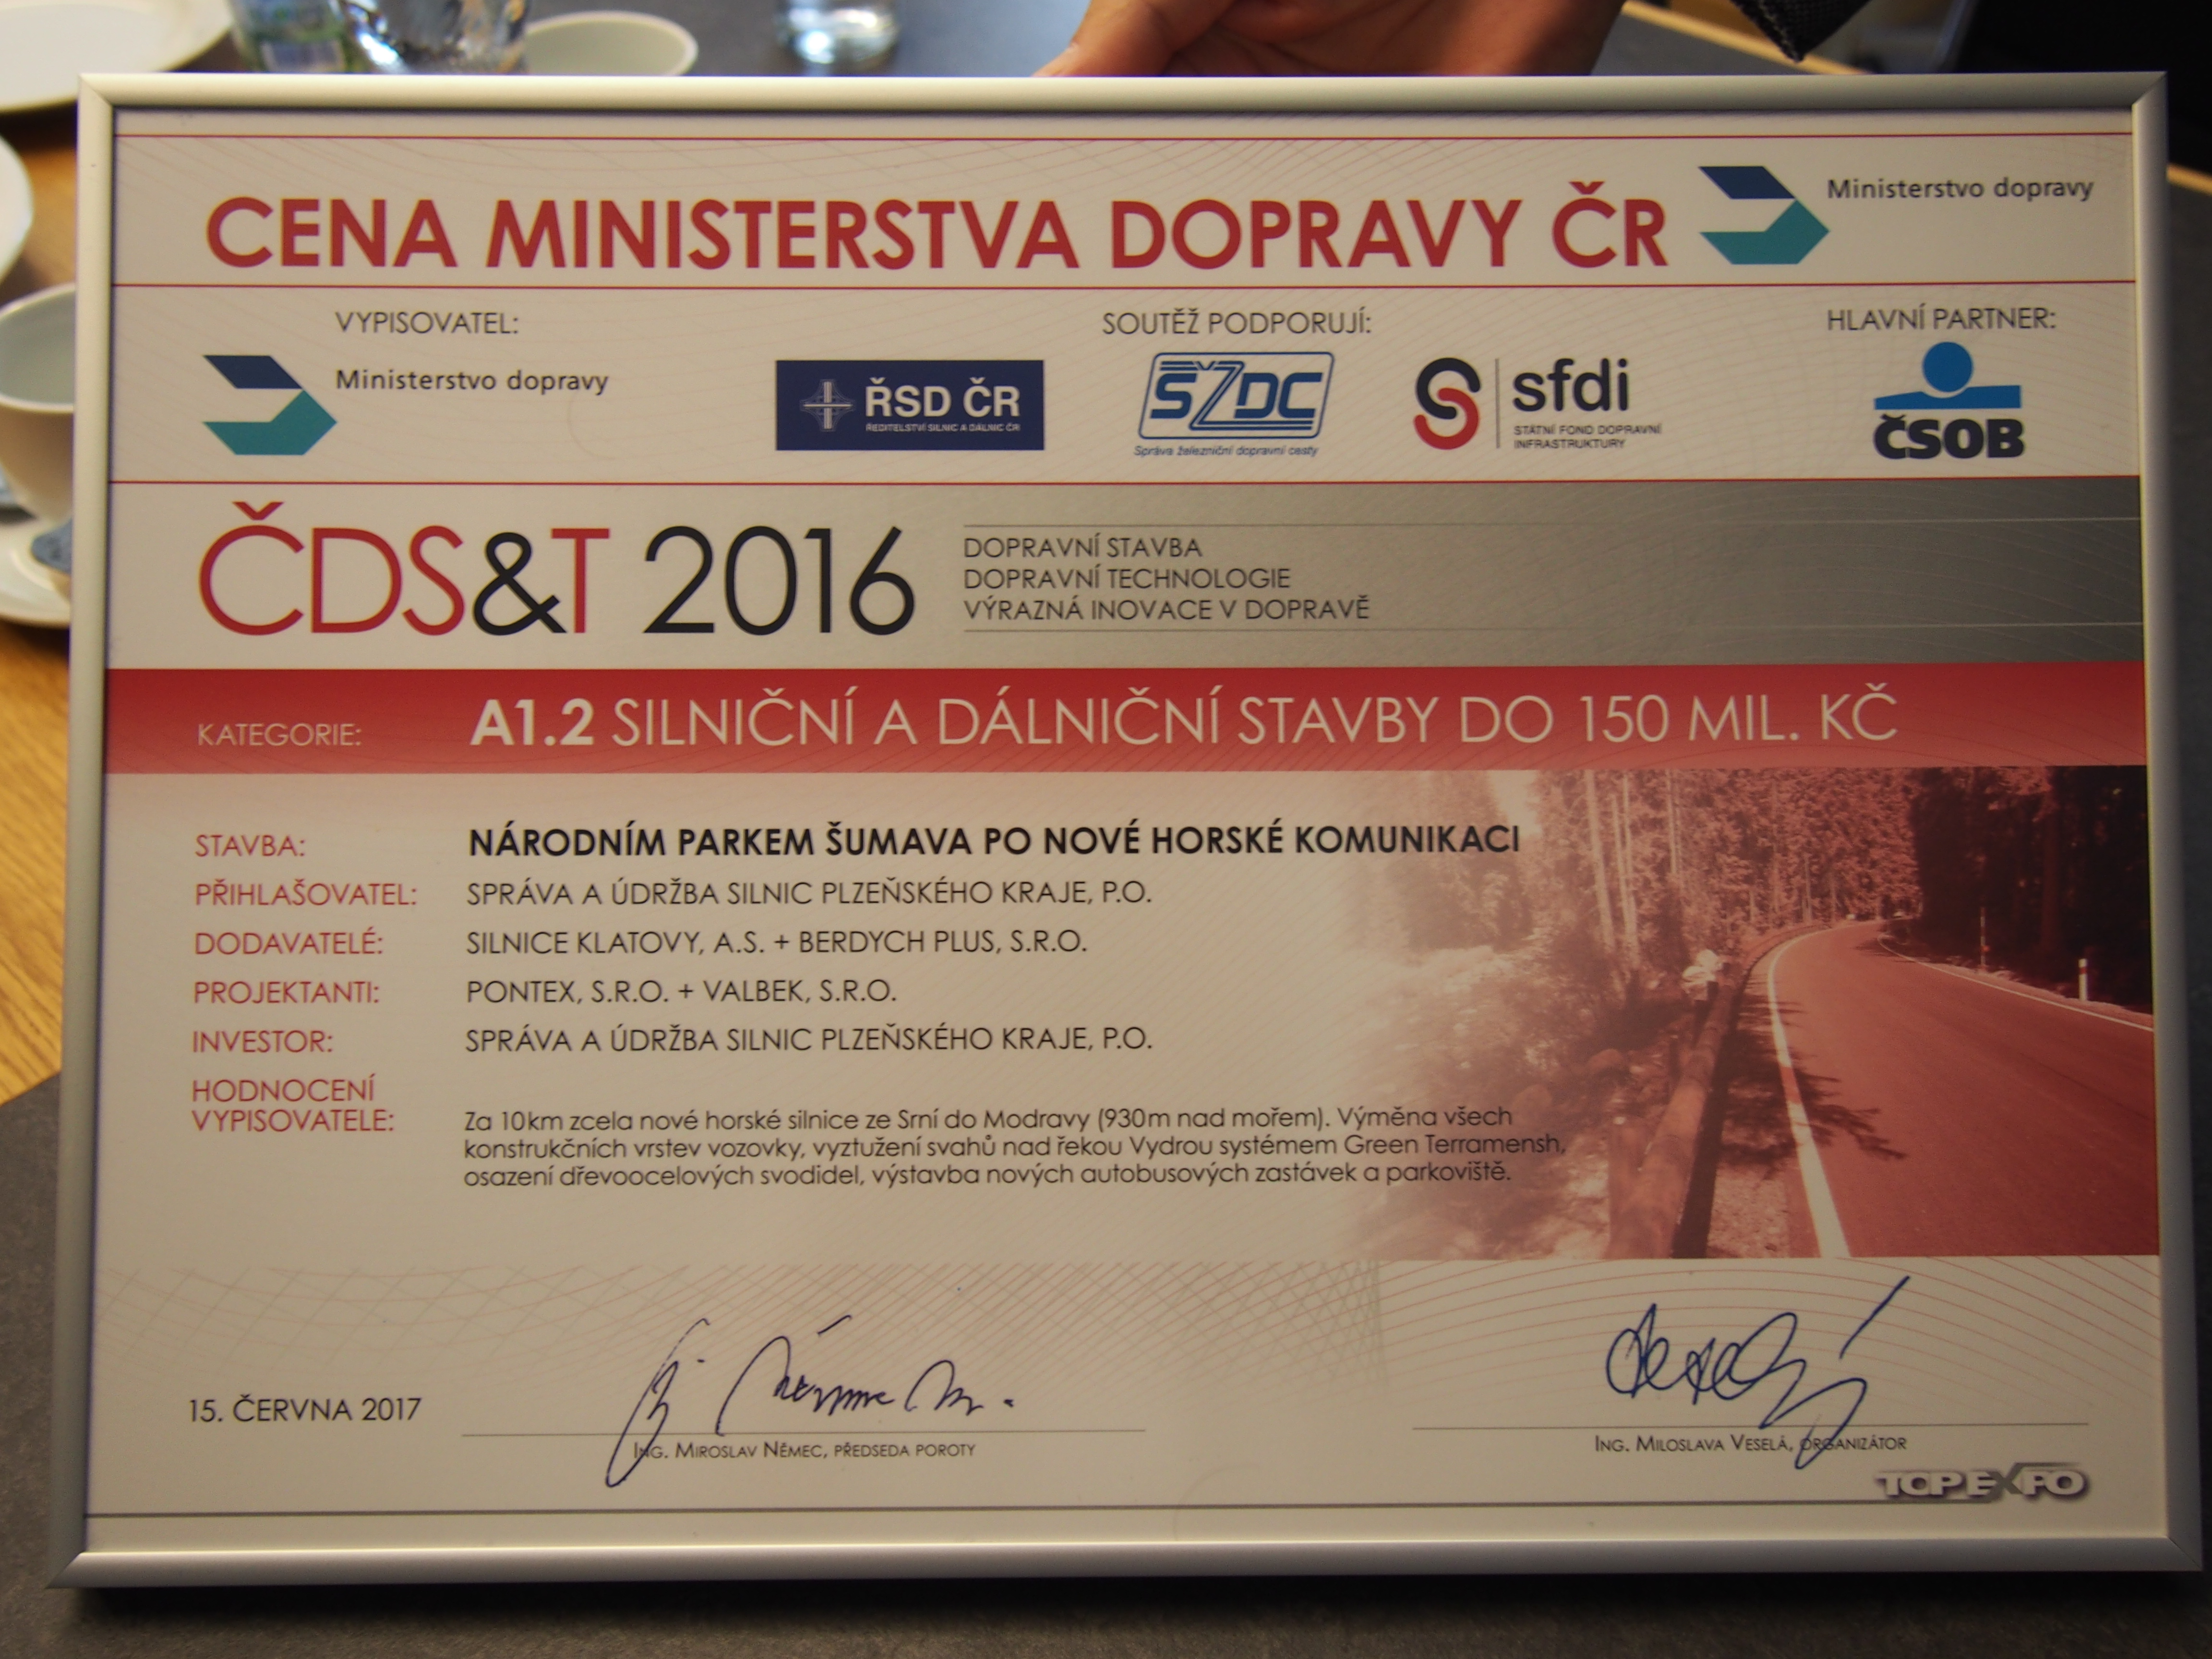 CENA MINISTERSTVA DOPRAVY ČR
Ministerstvo dopravy
VYPISOVATEL:
SOUTĚŽ PODPORUJÍ:
HLAVNÍ PARTNER:
Ministerstvo dopravy
ŘSD ČR
ŘEDITELSTVÍ SILNIC A DÁLNIC ČR
SŽDC
Správa železniční dopravní cesty
sfdi
STÁTNÍ FOND DOPRAVNÍ
INFRASTRUKTURY
ČSOB
ČDS&T 2016
DOPRAVNÍ STAVBA
DOPRAVNÍ TECHNOLOGIE
VÝRAZNÁ INOVACE V DOPRAVĚ
KATEGORIE: A1.2 SILNIČNÍ A DÁLNIČNÍ STAVBY DO 150 MIL. KČ
STAVBA: NÁRODNÍM PARKEM ŠUMAVA PO NOVÉ HORSKÉ KOMUNIKACI
PŘIHLAŠOVATEL: SPRÁVA A ÚDRŽBA SILNIC PLZEŇSKÉHO KRAJE, P.O.
DODAVATELÉ: SILNICE KLATOVY, A.S. + BERDYCH PLUS, S.R.O.
PROJEKTANTI: PONTEX, S.R.O. + VALBEK, S.R.O.
INVESTOR: SPRÁVA A ÚDRŽBA SILNIC PLZEŇSKÉHO KRAJE, P.O.
HODNOCENÍ
VYPISOVATELE: Za 10km zcela nové horské silnice ze Srní do Modravy (930m nad mořem). Výměna všech
konstrukčních vrstev vozovky, vyztužení svahů nad řekou Vydrou systémem Green Terramensh,
osazení dřevoocelových svodidel, výstavba nových autobusových zastávek a parkoviště.
15. ČERVNA 2017
ING. MIROSLAV NĚMEC, PŘEDSEDA POROTY
ING. MILOSLAVA VESELÁ, ORGANIZÁTOR
TOP EXPO